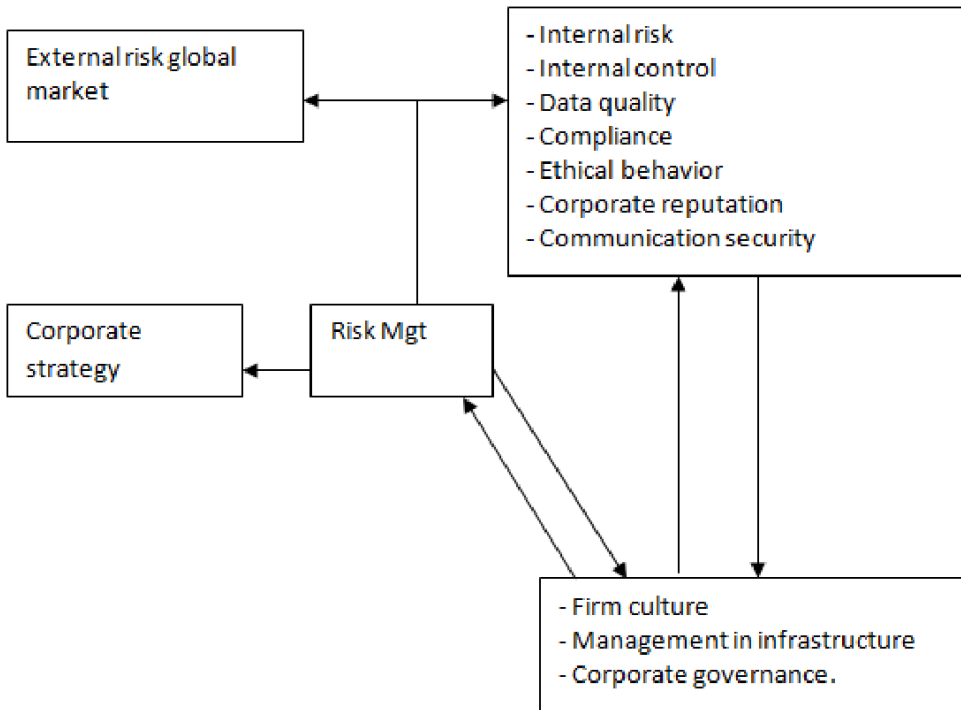 External risk global
market
- Internal risk
- Internal control
- Data quality
- Compliance
- Ethical behavior
- Corporate reputation
- Communication security
Corporate
strategy
Risk Mgt
- Firm culture
- Management in infrastructure
- Corporate governance.